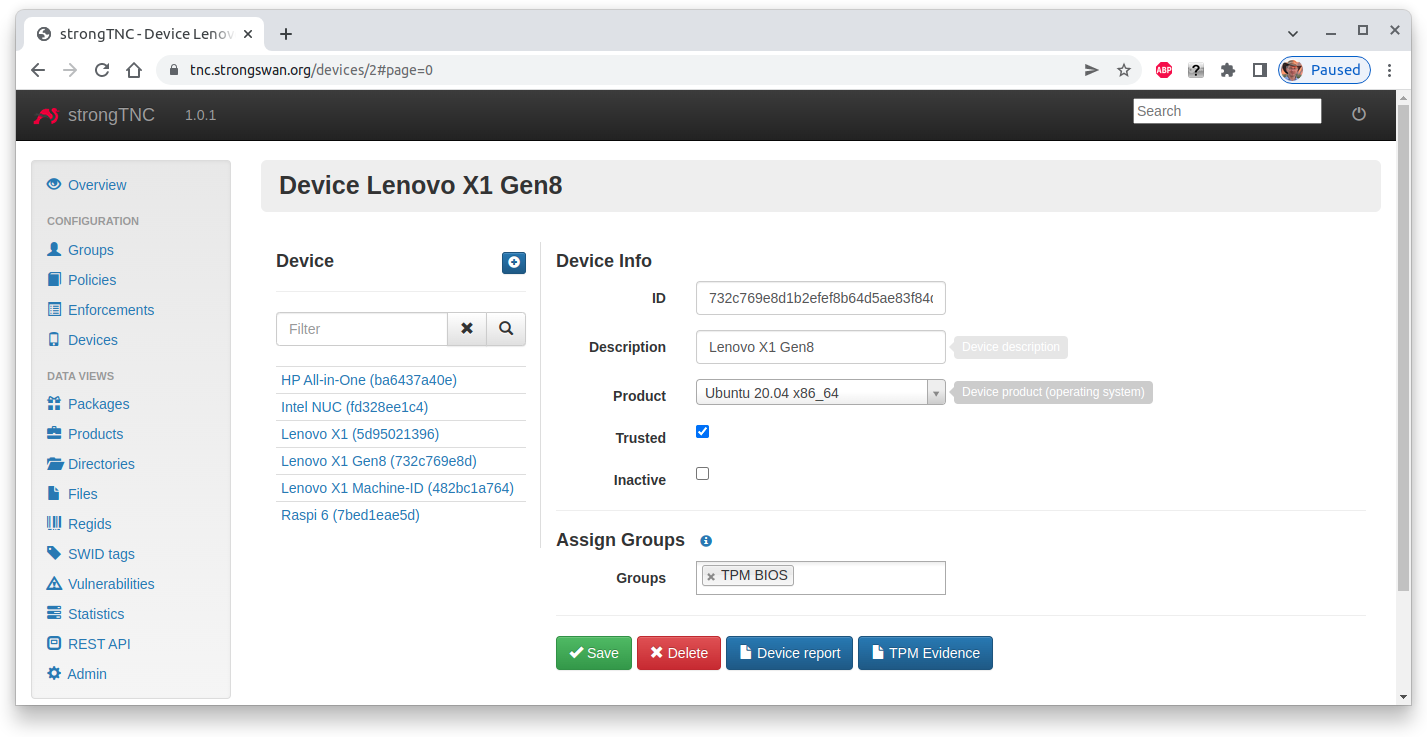 strongTNC - Device Lenov
tnc.strongswan.org/devices/2#page=0
ABP
?
Paused
strongTNC 1.0.1
Search
Overview
CONFIGURATION
Groups
Policies
Enforcements
Devices
DATA VIEWS
Packages
Products
Directories
Files
Regids
SWID tags
Vulnerabilities
Statistics
REST API
Admin
Device Lenovo X1 Gen8
Device
Filter
HP All-in-One (ba6437a40e)
Intel NUC (fd328ee1c4)
Lenovo X1 (5d95021396)
Lenovo X1 Gen8 (732c769e8d)
Lenovo X1 Machine-ID (482bc1a764)
Raspi 6 (7bed1eae5d)
Device Info
ID 732c769e8d1b2efef8b64d5ae83f84c
Description Lenovo X1 Gen8 Device description
Product Ubuntu 20.04 x86_64 Device product (operating system)
Trusted
Inactive
Assign Groups
Groups TPM BIOS
Save Delete Device report TPM Evidence